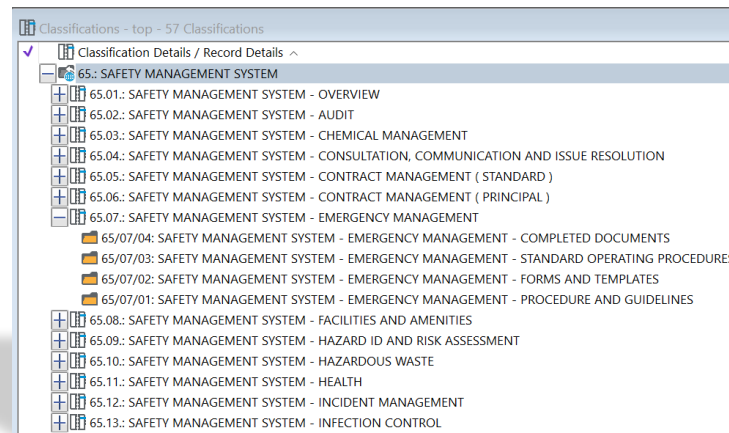 Classifications - top - 57 Classifications
Classification Details / Record Details
65.: SAFETY MANAGEMENT SYSTEM
65.01.: SAFETY MANAGEMENT SYSTEM - OVERVIEW
65.02.: SAFETY MANAGEMENT SYSTEM - AUDIT
65.03.: SAFETY MANAGEMENT SYSTEM - CHEMICAL MANAGEMENT
65.04.: SAFETY MANAGEMENT SYSTEM - CONSULTATION, COMMUNICATION AND ISSUE RESOLUTION
65.05.: SAFETY MANAGEMENT SYSTEM - CONTRACT MANAGEMENT ( STANDARD )
65.06.: SAFETY MANAGEMENT SYSTEM - CONTRACT MANAGEMENT ( PRINCIPAL )
65.07.: SAFETY MANAGEMENT SYSTEM - EMERGENCY MANAGEMENT
65/07/04: SAFETY MANAGEMENT SYSTEM - EMERGENCY MANAGEMENT - COMPLETED DOCUMENTS
65/07/03: SAFETY MANAGEMENT SYSTEM - EMERGENCY MANAGEMENT - STANDARD OPERATING PROCEDURES
65/07/02: SAFETY MANAGEMENT SYSTEM - EMERGENCY MANAGEMENT - FORMS AND TEMPLATES
65/07/01: SAFETY MANAGEMENT SYSTEM - EMERGENCY MANAGEMENT - PROCEDURE AND GUIDELINES
65.08.: SAFETY MANAGEMENT SYSTEM - FACILITIES AND AMENITIES
65.09.: SAFETY MANAGEMENT SYSTEM - HAZARD ID AND RISK ASSESSMENT
65.10.: SAFETY MANAGEMENT SYSTEM - HAZARDOUS WASTE
65.11.: SAFETY MANAGEMENT SYSTEM - HEALTH
65.12.: SAFETY MANAGEMENT SYSTEM - INCIDENT MANAGEMENT
65.13.: SAFETY MANAGEMENT SYSTEM - INFECTION CONTROL